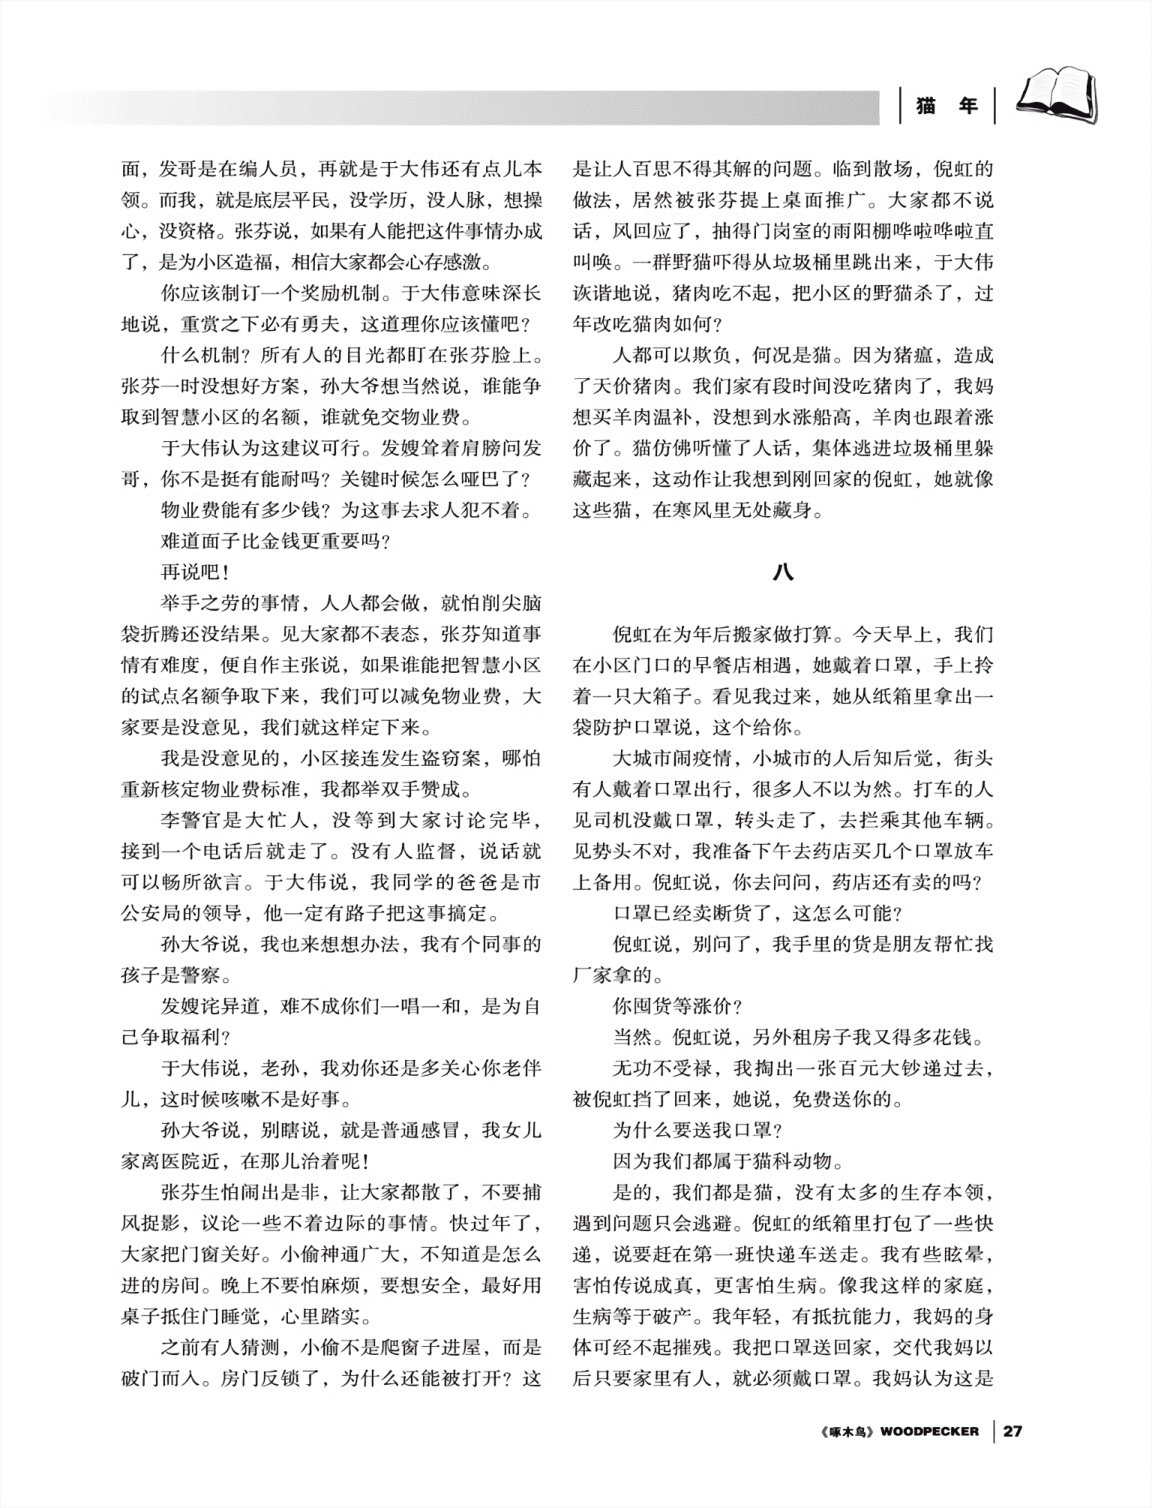 猫 年
面，发哥是在编人员，再就是于大伟还有点儿本
领。而我，就是底层平民，没学历，没人脉，想操
心，没资格。张芬说，如果有人能把这件事情办成
了，是为小区造福，相信大家都会心存感激。
你应该制订一个奖励机制。于大伟意味深长
地说，重赏之下必有勇夫，这道理你应该懂吧？
什么机制？所有人的目光都盯在张芬脸上。
张芬一时没想好方案，孙大爷想当然说，谁能争
取到智慧小区的名额，谁就免交物业费。
于大伟认为这建议可行。发嫂耸着肩膀问发
哥，你不是挺有能耐吗？关键时候怎么哑巴了？
物业费能有多少钱？为这事去求人犯不着。
难道面子比金钱更重要吗？
再说吧！
举手之劳的事情，人人都会做，就怕削尖脑
袋折腾还没结果。见大家都不表态，张芬知道事
情有难度，便自作主张说，如果谁能把智慧小区
的试点名额争取下来，我们可以减免物业费，大
家要是没意见，我们就这样定下来。
我是没意见的，小区接连发生盗窃案，哪怕
重新核定物业费标准，我都举双手赞成。
李警官是大忙人，没等到大家讨论完毕，
接到一个电话后就走了。没有人监督，说话就
可以畅所欲言。于大伟说，我同学的爸爸是市
公安局的领导，他一定有路子把这事搞定。
孙大爷说，我也来想想办法，我有个同事的
孩子是警察。
发嫂诧异道，难不成你们一唱一和，是为自
己争取福利？
于大伟说，老孙，我劝你还是多关心你老伴
儿，这时候咳嗽不是好事。
孙大爷说，别瞎说，就是普通感冒，我女儿
家离医院近，在那儿治着呢！
张芬生怕闹出是非，让大家都散了，不要捕
风捉影，议论一些不着边际的事情。快过年了，
大家把门窗关好。小偷神通广大，不知道是怎么
进的房间。晚上不要怕麻烦，要想安全，最好用
桌子抵住门睡觉，心里踏实。
之前有人猜测，小偷不是爬窗子进屋，而是
破门而入。房门反锁了，为什么还能被打开？这
是让人百思不得其解的问题。临到散场，倪虹的
做法，居然被张芬提上桌面推广。大家都不说
话，风回应了，抽得门岗室的雨阳棚哗啦哗啦直
叫唤。一群野猫吓得从垃圾桶里跳出来，于大伟
诙谐地说，猪肉吃不起，把小区的野猫杀了，过
年改吃猫肉如何？
人都可以欺负，何况是猫。因为猪瘟，造成
了天价猪肉。我们家有段时间没吃猪肉了，我妈
想买羊肉温补，没想到水涨船高，羊肉也跟着涨
价了。猫仿佛听懂了人话，集体逃进垃圾桶里躲
藏起来，这动作让我想到刚回家的倪虹，她就像
这些猫，在寒风里无处藏身。
八
倪虹在为年后搬家做打算。今天早上，我们
在小区门口的早餐店相遇，她戴着口罩，手上拎
着一只大箱子。看见我过来，她从纸箱里拿出一
袋防护口罩说，这个给你。
大城市闹疫情，小城市的人后知后觉，街头
有人戴着口罩出行，很多人不以为然。打车的人
见司机没戴口罩，转头走了，去拦乘其他车辆。
见势头不对，我准备下午去药店买几个口罩放车
上备用。倪虹说，你去问问，药店还有卖的吗？
口罩已经卖断货了，这怎么可能？
倪虹说，别问了，我手里的货是朋友帮忙找
厂家拿的。
你囤货等涨价？
当然。倪虹说，另外租房子我又得多花钱。
无功不受禄，我掏出一张百元大钞递过去，
被倪虹挡了回来，她说，免费送你的。
为什么要送我口罩？
因为我们都属于猫科动物。
是的，我们都是猫，没有太多的生存本领，
遇到问题只会逃避。倪虹的纸箱里打包了一些快
递，说要赶在第一班快递车送走。我有些眩晕，
害怕传说成真，更害怕生病。像我这样的家庭，
生病等于破产。我年轻，有抵抗能力，我妈的身
体可经不起摧残。我把口罩送回家，交代我妈以
后只要家里有人，就必须戴口罩。我妈认为这是
《啄木鸟》WOODPECKER 27